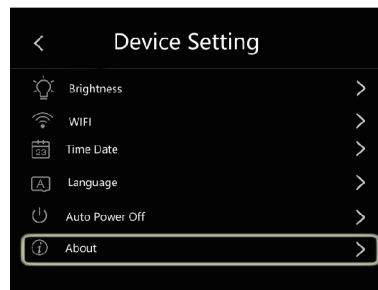 Device Setting
Brightness
WIFI
23
Time Date
A
Language
Auto Power Off
About